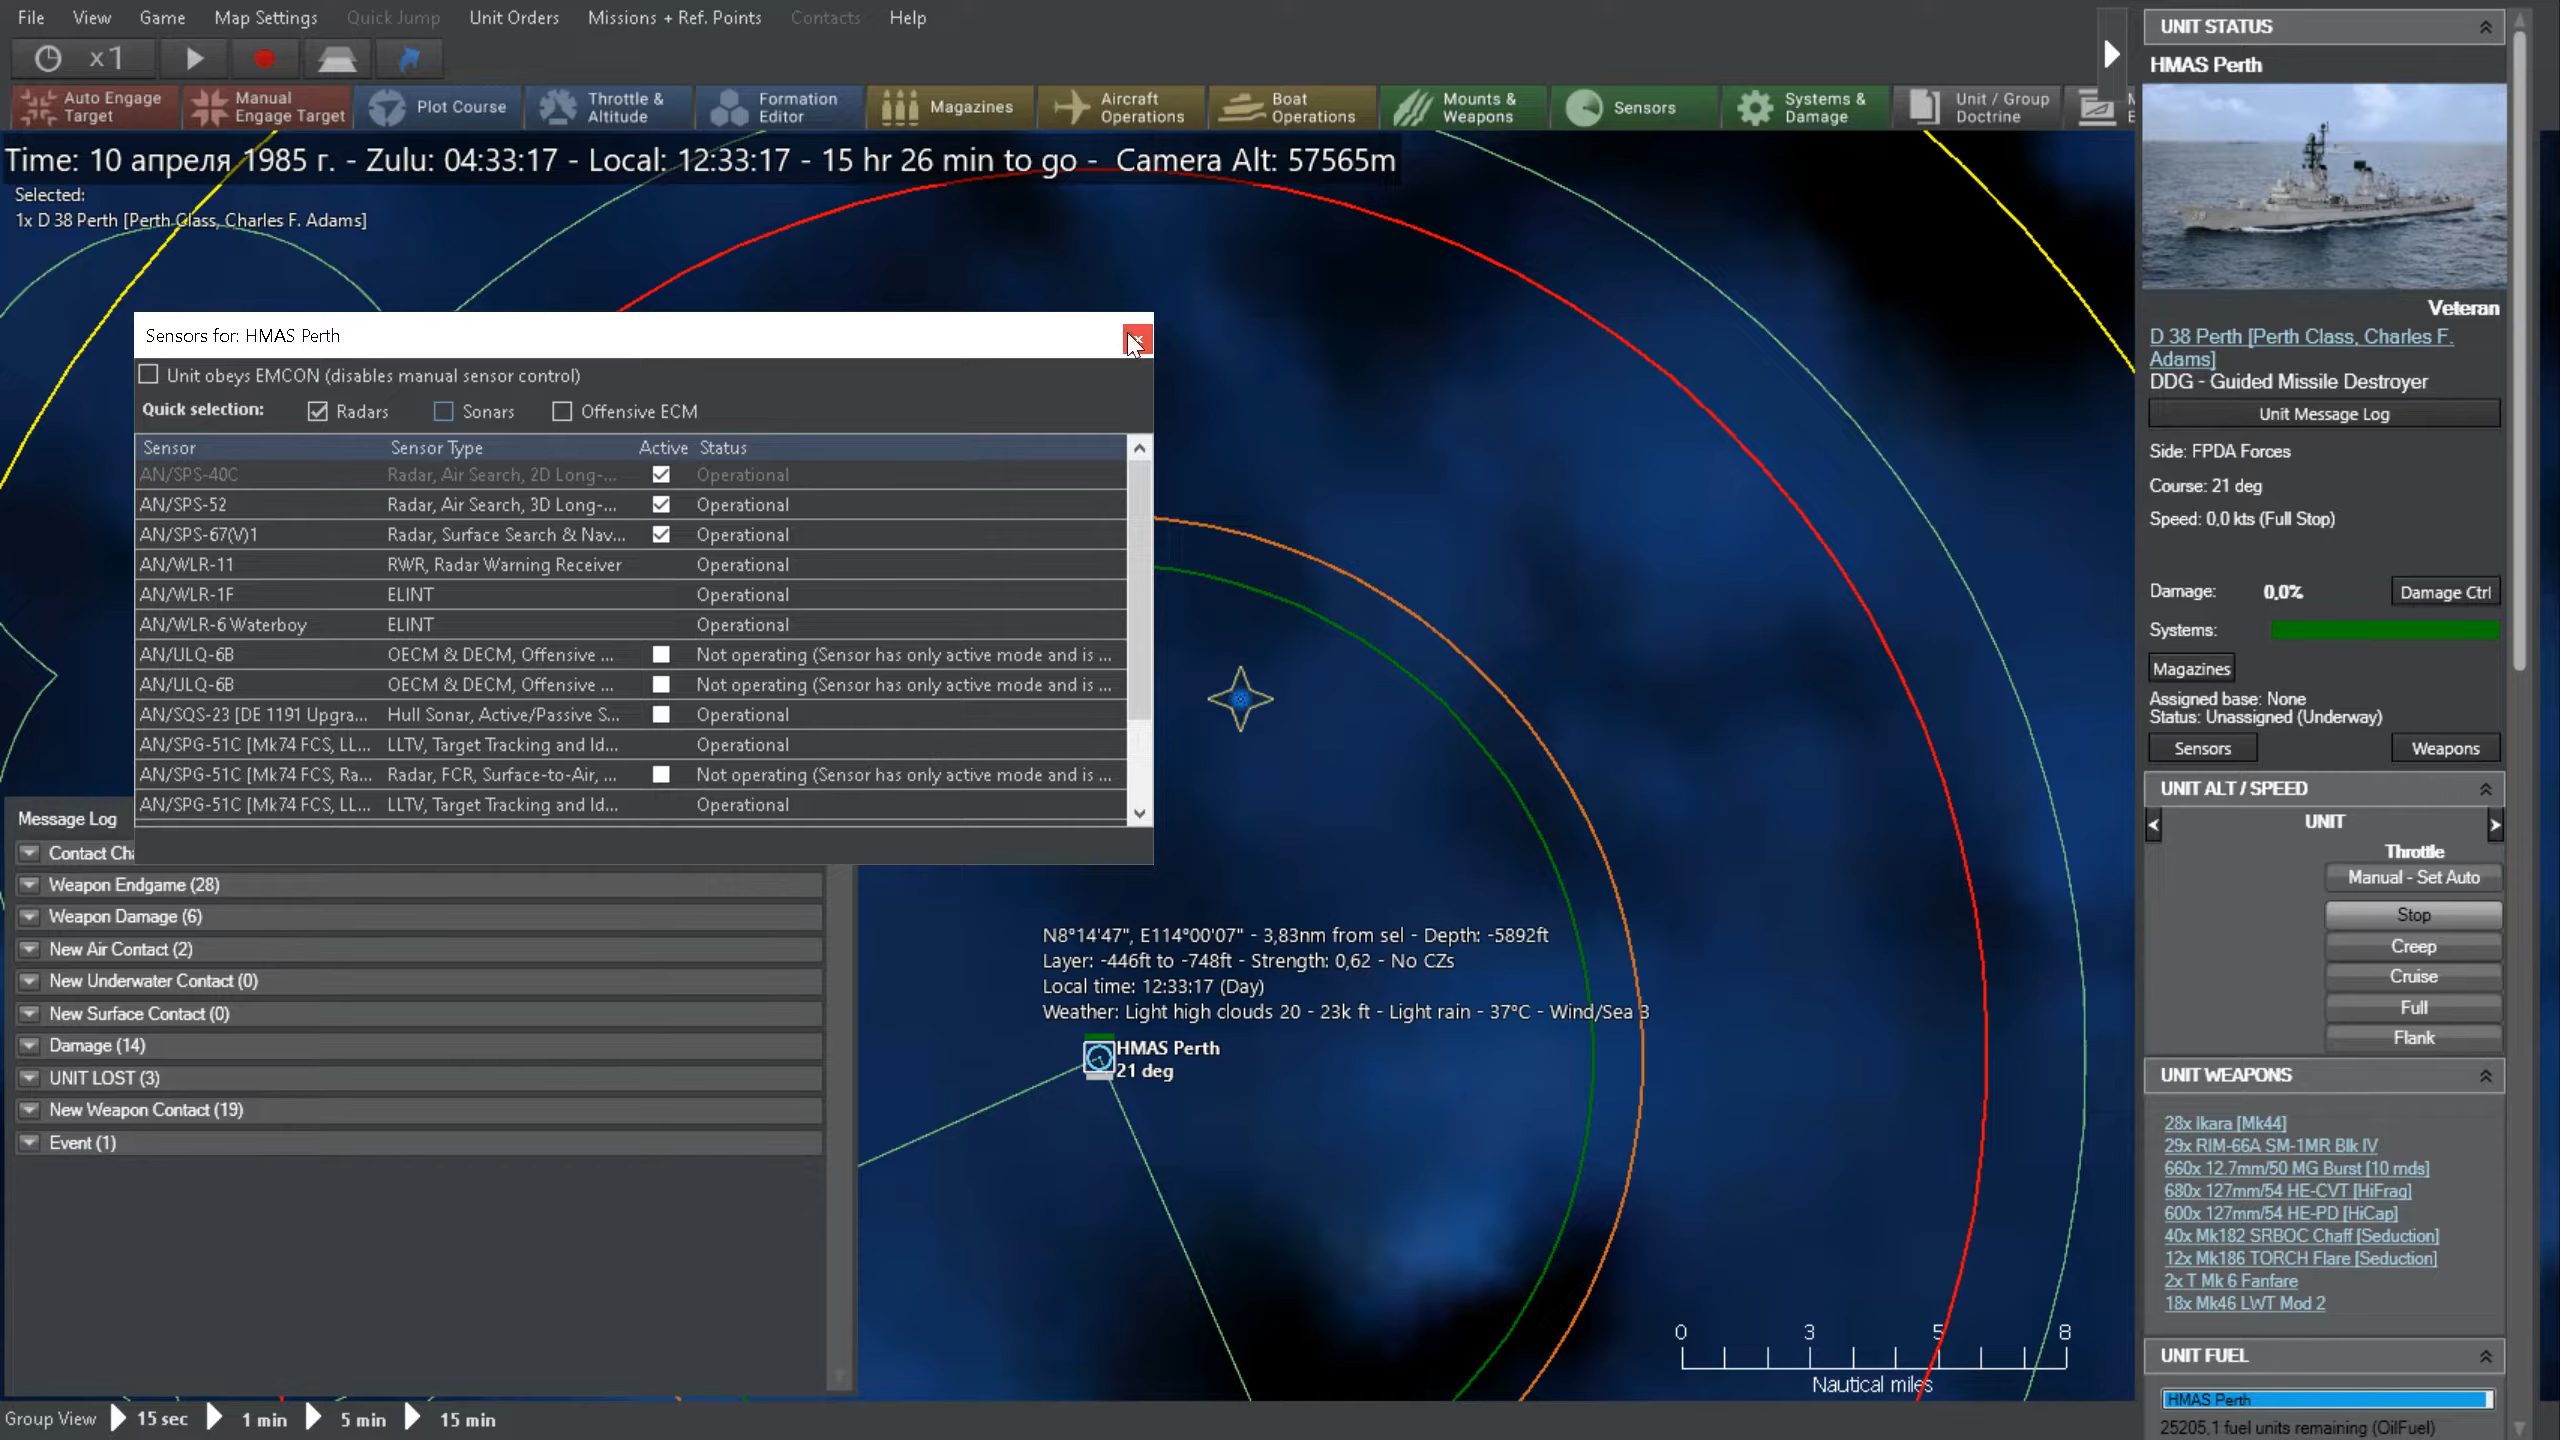 File View Game Map Settings Quick Jump Unit Orders Missions + Ref. Points Contacts Help
x1
Auto Engage Target
Manual Engage Target
Plot Course
Throttle & Altitude
Formation Editor
Magazines
Aircraft Operations
Boat Operations
Mounts & Weapons
Sensors
Systems & Damage
Unit / Group Doctrine
Time: 10 апреля 1985 г. - Zulu: 04:33:17 - Local: 12:33:17 - 15 hr 26 min to go - Camera Alt: 57565m
Selected:
1x D 38 Perth [Perth Class, Charles F. Adams]
Sensors for: HMAS Perth
Unit obeys EMCON (disables manual sensor control)
Quick selection: Radars Sonars Offensive ECM
Sensor Sensor Type Active Status
AN/SPS-40C Radar, Air Search, 2D Long-... Operational
AN/SPS-52 Radar, Air Search, 3D Long-... Operational
AN/SPS-67(V)1 Radar, Surface Search & Nav... Operational
AN/WLR-11 RWR, Radar Warning Receiver Operational
AN/WLR-1F ELINT Operational
AN/WLR-6 Waterboy ELINT Operational
AN/ULQ-6B OECM & DECM, Offensive ... Not operating (Sensor has only active mode and is ...
AN/ULQ-6B OECM & DECM, Offensive ... Not operating (Sensor has only active mode and is ...
AN/SQS-23 [DE 1191 Upgra... Hull Sonar, Active/Passive S... Operational
AN/SPG-51C [Mk74 FCS, LL... LLTV, Target Tracking and Id... Operational
AN/SPG-51C [Mk74 FCS, Ra... Radar, FCR, Surface-to-Air, ... Not operating (Sensor has only active mode and is ...
AN/SPG-51C [Mk74 FCS, LL... LLTV, Target Tracking and Id... Operational
Message Log
Contact Cha
Weapon Endgame (28)
Weapon Damage (6)
New Air Contact (2)
New Underwater Contact (0)
New Surface Contact (0)
Damage (14)
UNIT LOST (3)
New Weapon Contact (19)
Event (1)
N8°14'47", E114°00'07" - 3,83nm from sel - Depth: -5892ft
Layer: -446ft to -748ft - Strength: 0,62 - No CZs
Local time: 12:33:17 (Day)
Weather: Light high clouds 20 - 23k ft - Light rain - 37°C - Wind/Sea 3
HMAS Perth
21 deg
0 3 5 8
Nautical miles
Group View 15 sec 1 min 5 min 15 min
UNIT STATUS
HMAS Perth
Veteran
D 38 Perth [Perth Class, Charles F.
Adams]
DDG - Guided Missile Destroyer
Unit Message Log
Side: FPDA Forces
Course: 21 deg
Speed: 0,0 kts (Full Stop)
Damage: 0,0% Damage Ctrl
Systems:
Magazines
Assigned base: None
Status: Unassigned (Underway)
Sensors Weapons
UNIT ALT / SPEED
< UNIT >
Throttle
Manual - Set Auto
Stop
Creep
Cruise
Full
Flank
UNIT WEAPONS
28x Ikara [Mk44]
29x RIM-66A SM-1MR Blk IV
660x 12.7mm/50 MG Burst [10 rnds]
680x 127mm/54 HE-CVT [HiFrag]
600x 127mm/54 HE-PD [HiCap]
40x Mk182 SRBOC Chaff [Seduction]
12x Mk186 TORCH Flare [Seduction]
2x T Mk 6 Fanfare
18x Mk46 LWT Mod 2
UNIT FUEL
HMAS Perth
25205,1 fuel units remaining (OilFuel)